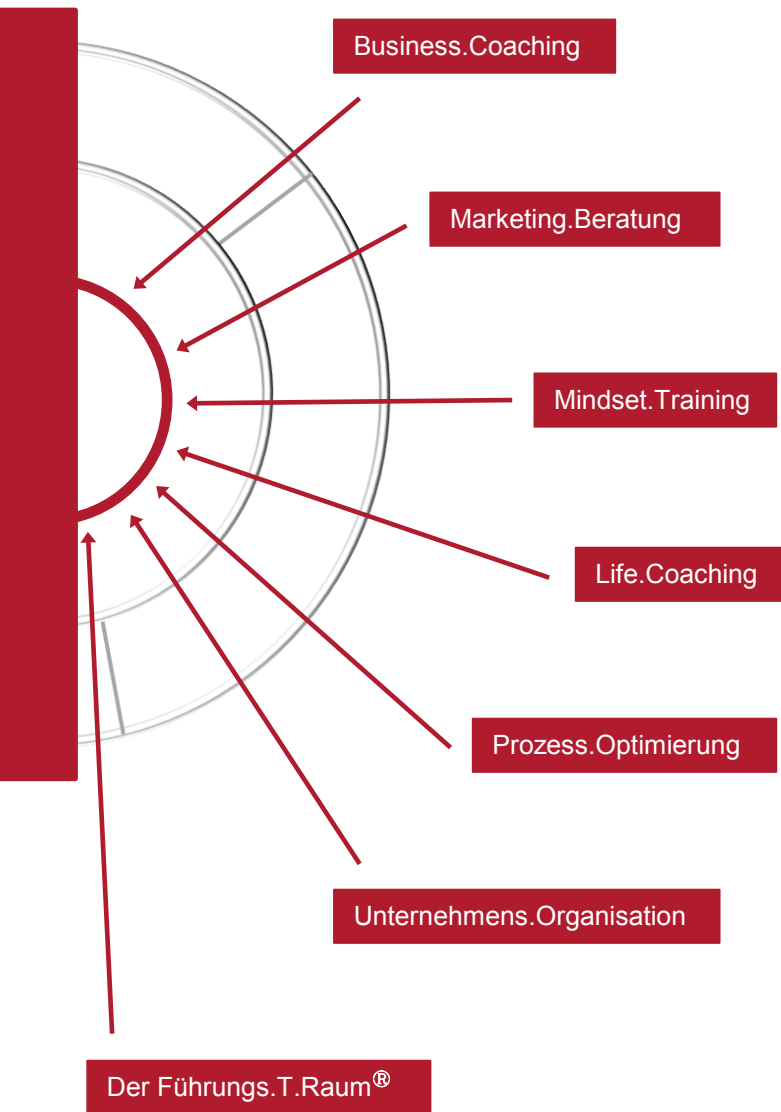 Business.Coaching
Marketing.Beratung
Mindset.Training
Life.Coaching
Prozess.Optimierung
Unternehmens.Organisation
Der Führungs.T.Raum®